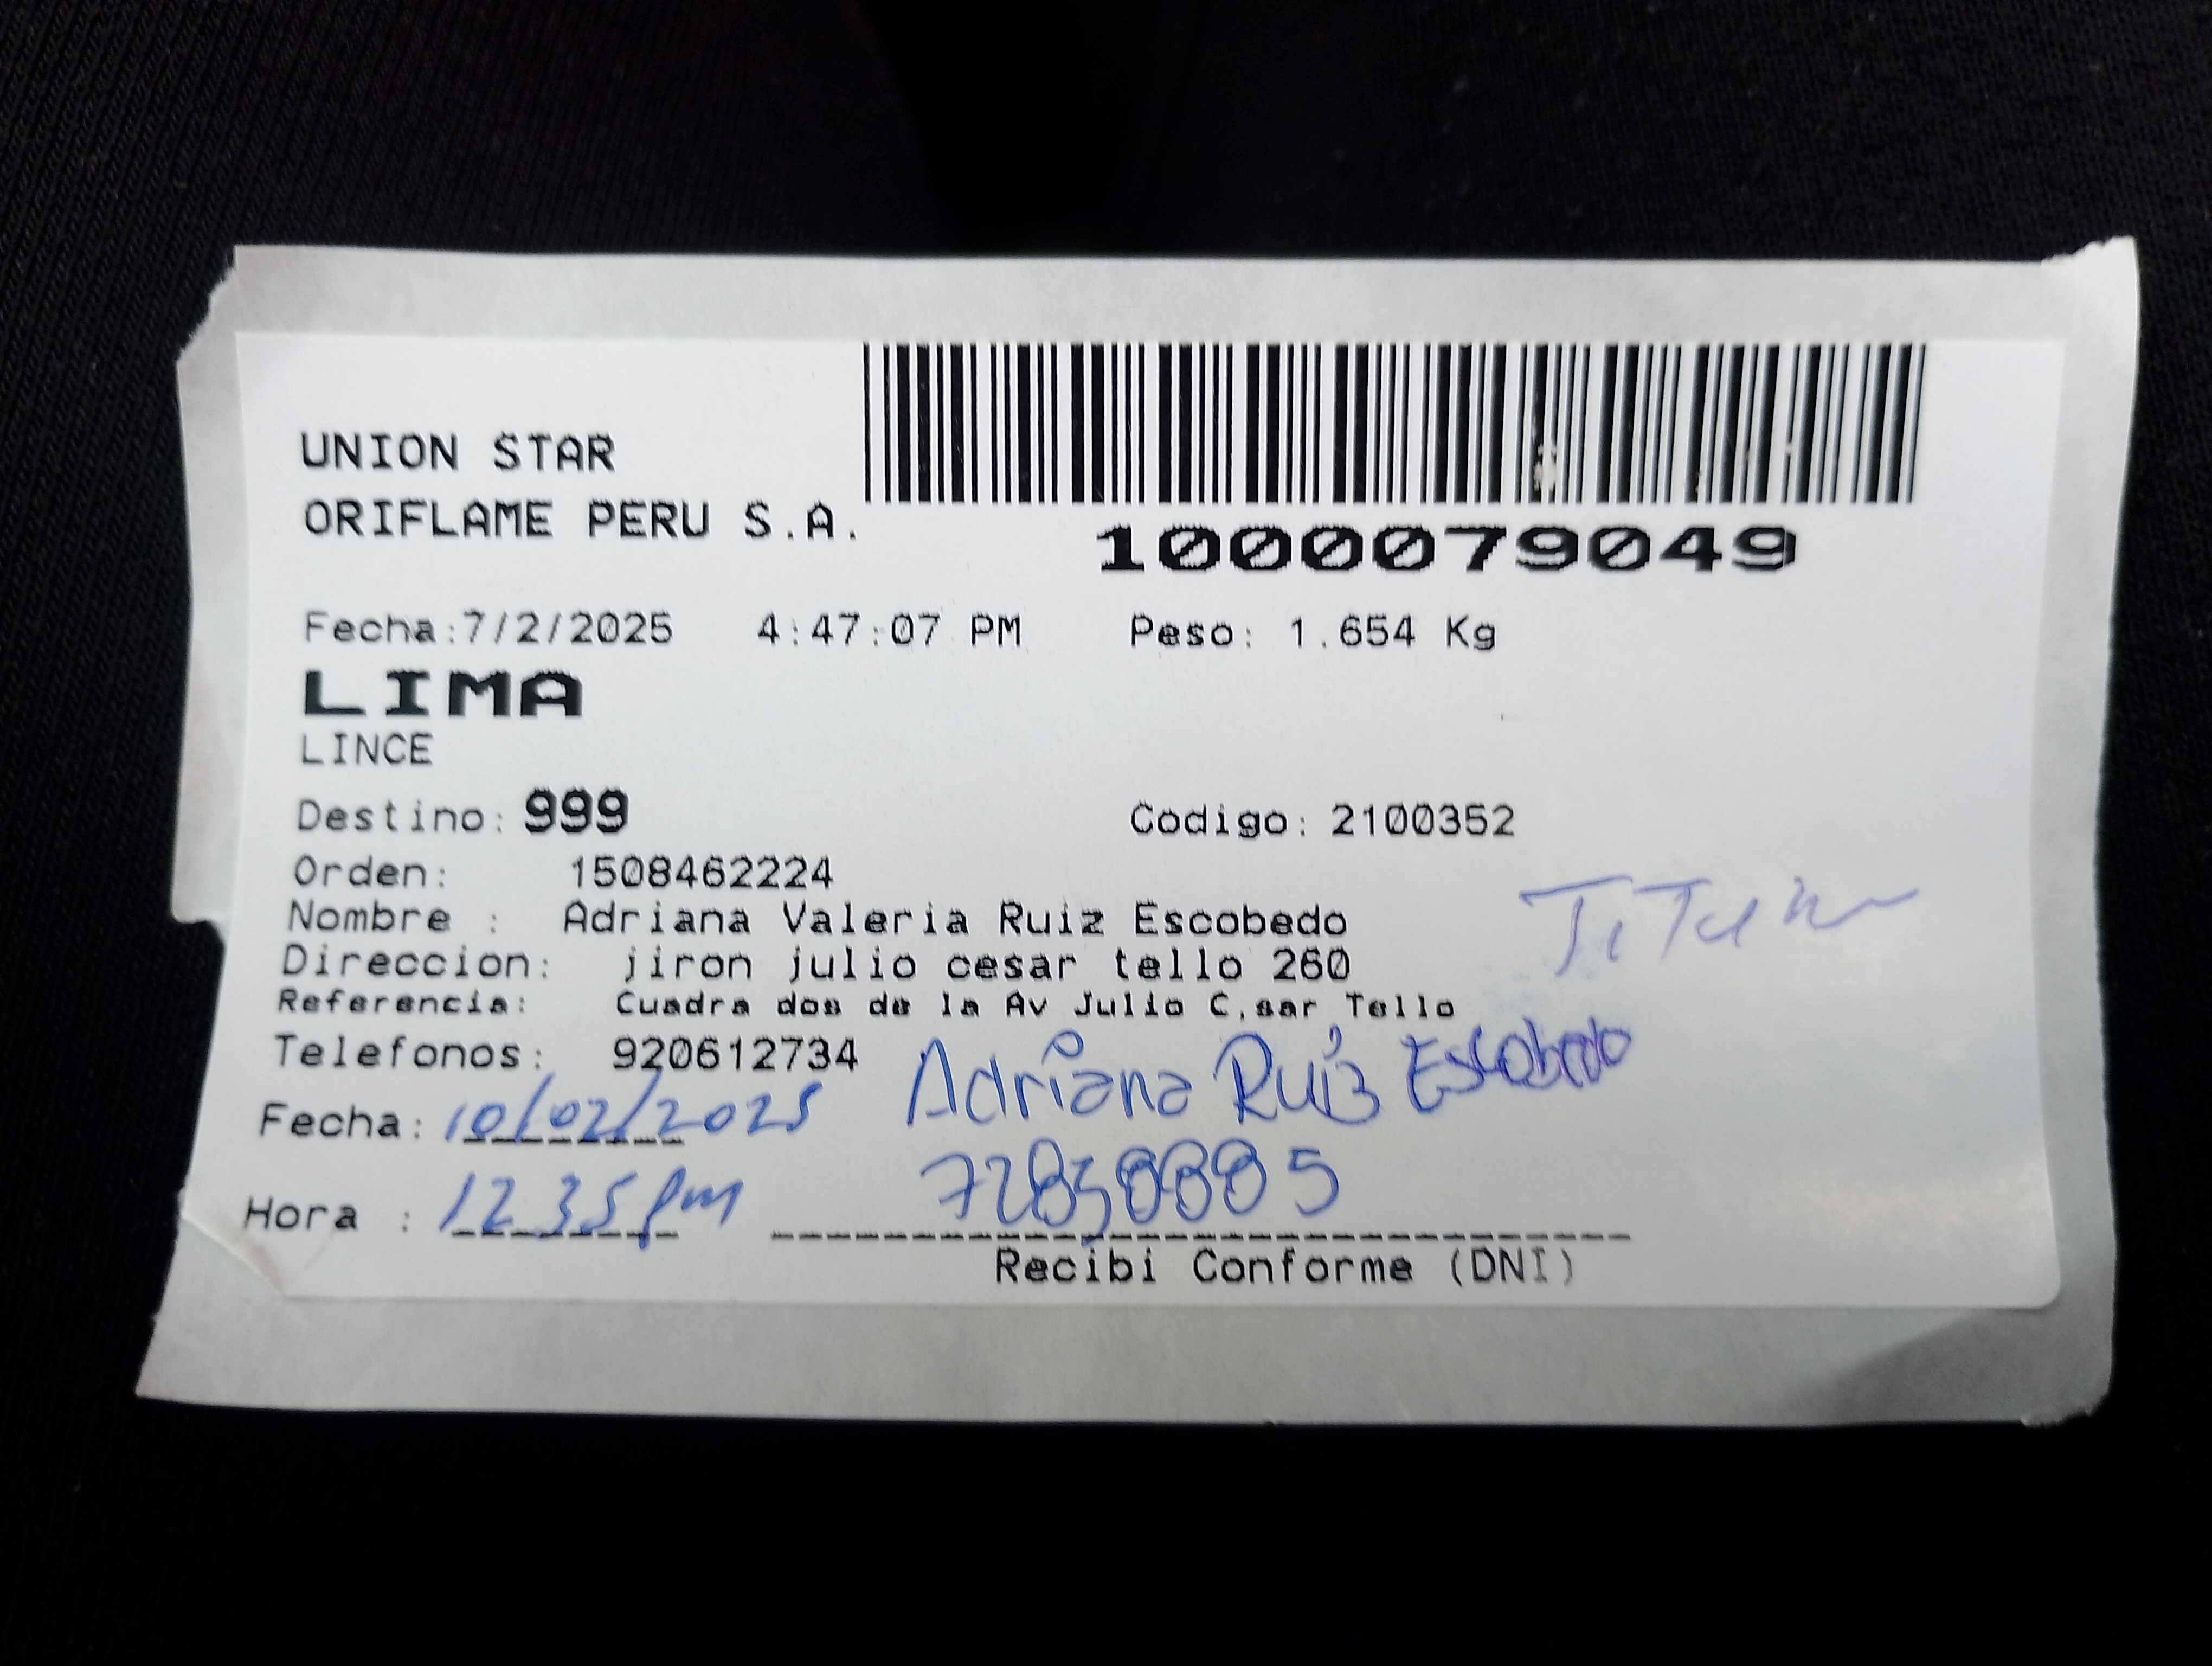 UNION STAR
ORIFLAME PERU S.A.
1000079049
Fecha:7/2/2025 4:47:07 PM Peso: 1.654 Kg
LIMA
LINCE
Destino: 999 Codigo: 2100352
Orden: 1508462224
Nombre : Adriana Valeria Ruiz Escobedo
Direccion: jiron julio cesar tello 260
Referencia: Cuadra dos de la Av Julio C,sar Tello
Telefonos: 920612734
Adriana Ruiz Escobedo
Fecha: 10/02/2025
Hora : 12 35 pm
Recibi Conforme (DNI)